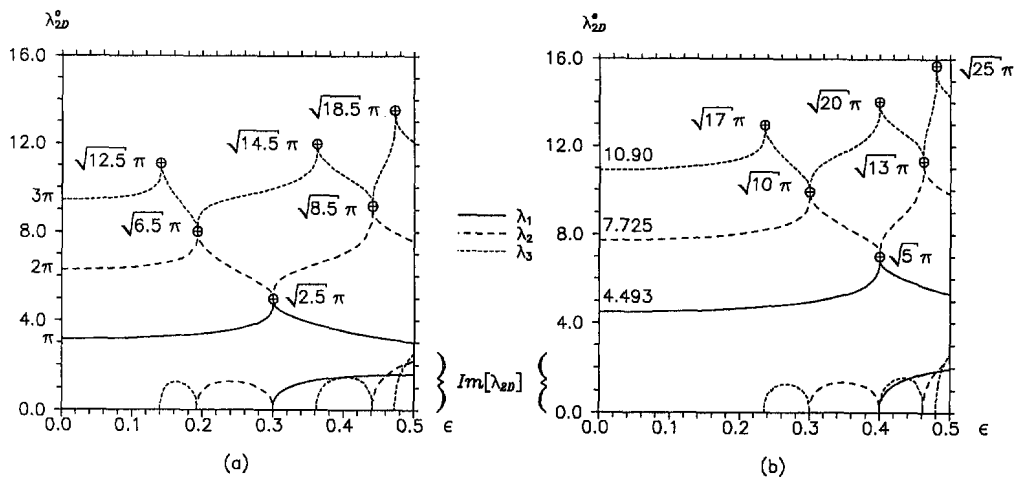 λ°₂D
16.0
12.0
3π
8.0
2π
4.0
π
0.0
√12.5 π
√6.5 π
√14.5 π
√18.5 π
√8.5 π
√2.5 π
0.0 0.1 0.2 0.3 0.4 0.5 ϵ
(a)
λ₁
λ₂
λ₃
} Im[λ₂D] {
16.0
12.0
8.0
4.0
0.0
10.90
7.725
4.493
√17 π
√10 π
√20 π
√13 π
√25 π
√5 π
0.0 0.1 0.2 0.3 0.4 0.5 ϵ
(b)